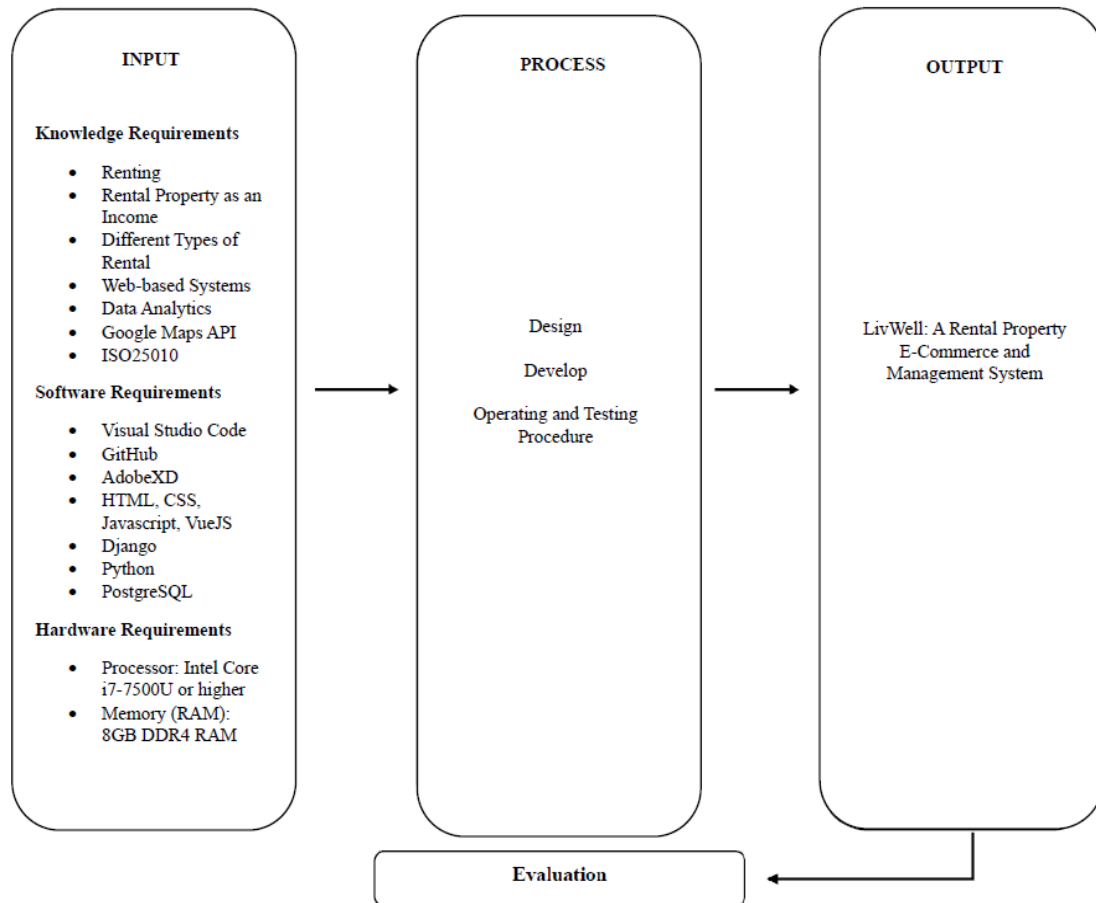 INPUT
Knowledge Requirements
• Renting
• Rental Property as an
Income
• Different Types of
Rental
• Web-based Systems
• Data Analytics
• Google Maps API
• ISO25010
Software Requirements
• Visual Studio Code
• GitHub
• AdobeXD
• HTML, CSS,
Javascript, VueJS
• Django
• Python
• PostgreSQL
Hardware Requirements
• Processor: Intel Core
i7-7500U or higher
• Memory (RAM):
8GB DDR4 RAM
PROCESS
Design
Develop
Operating and Testing
Procedure
OUTPUT
LivWell: A Rental Property
E-Commerce and
Management System
Evaluation